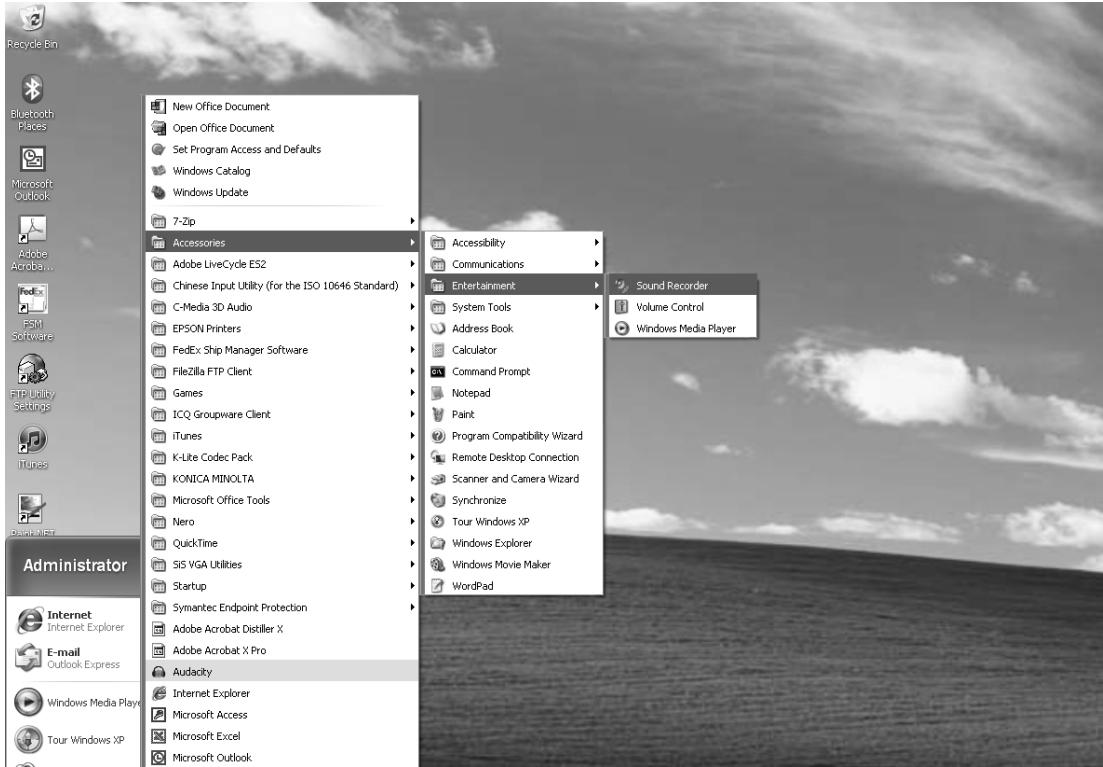 Recycle Bin
Bluetooth
Places
Microsoft
Outlook
Adobe
Acroba...
FedEx
FSM
Software
FTP Utility
Settings
iTunes
Paint.NET
Administrator
Internet
Internet Explorer
E-mail
Outlook Express
Windows Media Playe
Tour Windows XP
New Office Document
Open Office Document
Set Program Access and Defaults
Windows Catalog
Windows Update
7-Zip
Accessories
Adobe LiveCycle ES2
Chinese Input Utility (for the ISO 10646 Standard)
C-Media 3D Audio
EPSON Printers
FedEx Ship Manager Software
FileZilla FTP Client
Games
ICQ Groupware Client
iTunes
K-Lite Codec Pack
KONICA MINOLTA
Microsoft Office Tools
Nero
QuickTime
SiS VGA Utilities
Startup
Symantec Endpoint Protection
Adobe Acrobat Distiller X
Adobe Acrobat X Pro
Audacity
Internet Explorer
Microsoft Access
Microsoft Excel
Microsoft Outlook
Accessibility
Communications
Entertainment
System Tools
Address Book
Calculator
Command Prompt
Notepad
Paint
Program Compatibility Wizard
Remote Desktop Connection
Scanner and Camera Wizard
Synchronize
Tour Windows XP
Windows Explorer
Windows Movie Maker
WordPad
Sound Recorder
Volume Control
Windows Media Player